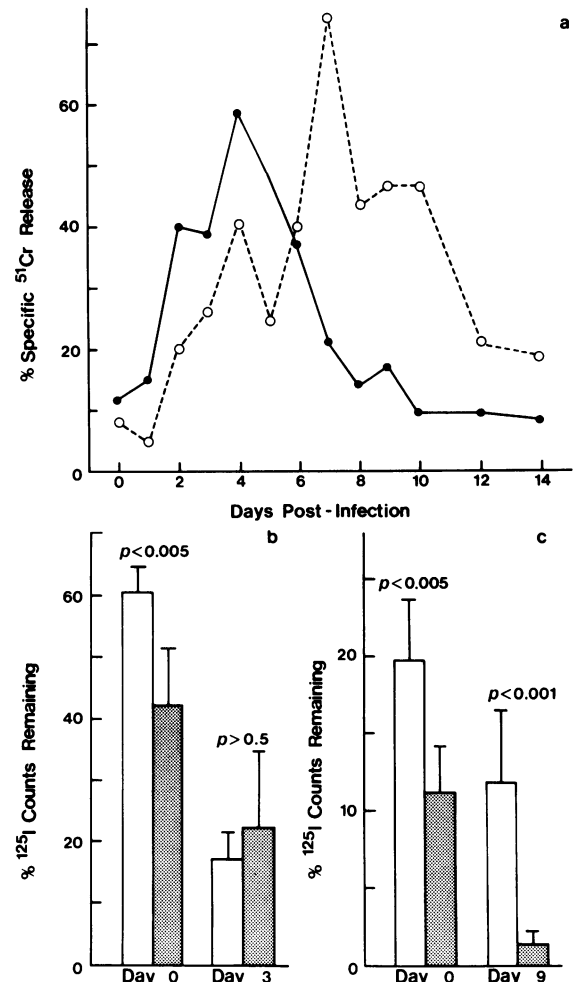 a
60
40
20
0
% Specific ⁵¹Cr Release
0 2 4 6 8 10 12 14
Days Post-Infection
b
p<0.005
p>0.5
60
40
20
0
% ¹²⁵I Counts Remaining
Day 0 Day 3
c
p<0.005
p<0.001
20
10
0
% ¹²⁵I Counts Remaining
Day 0 Day 9